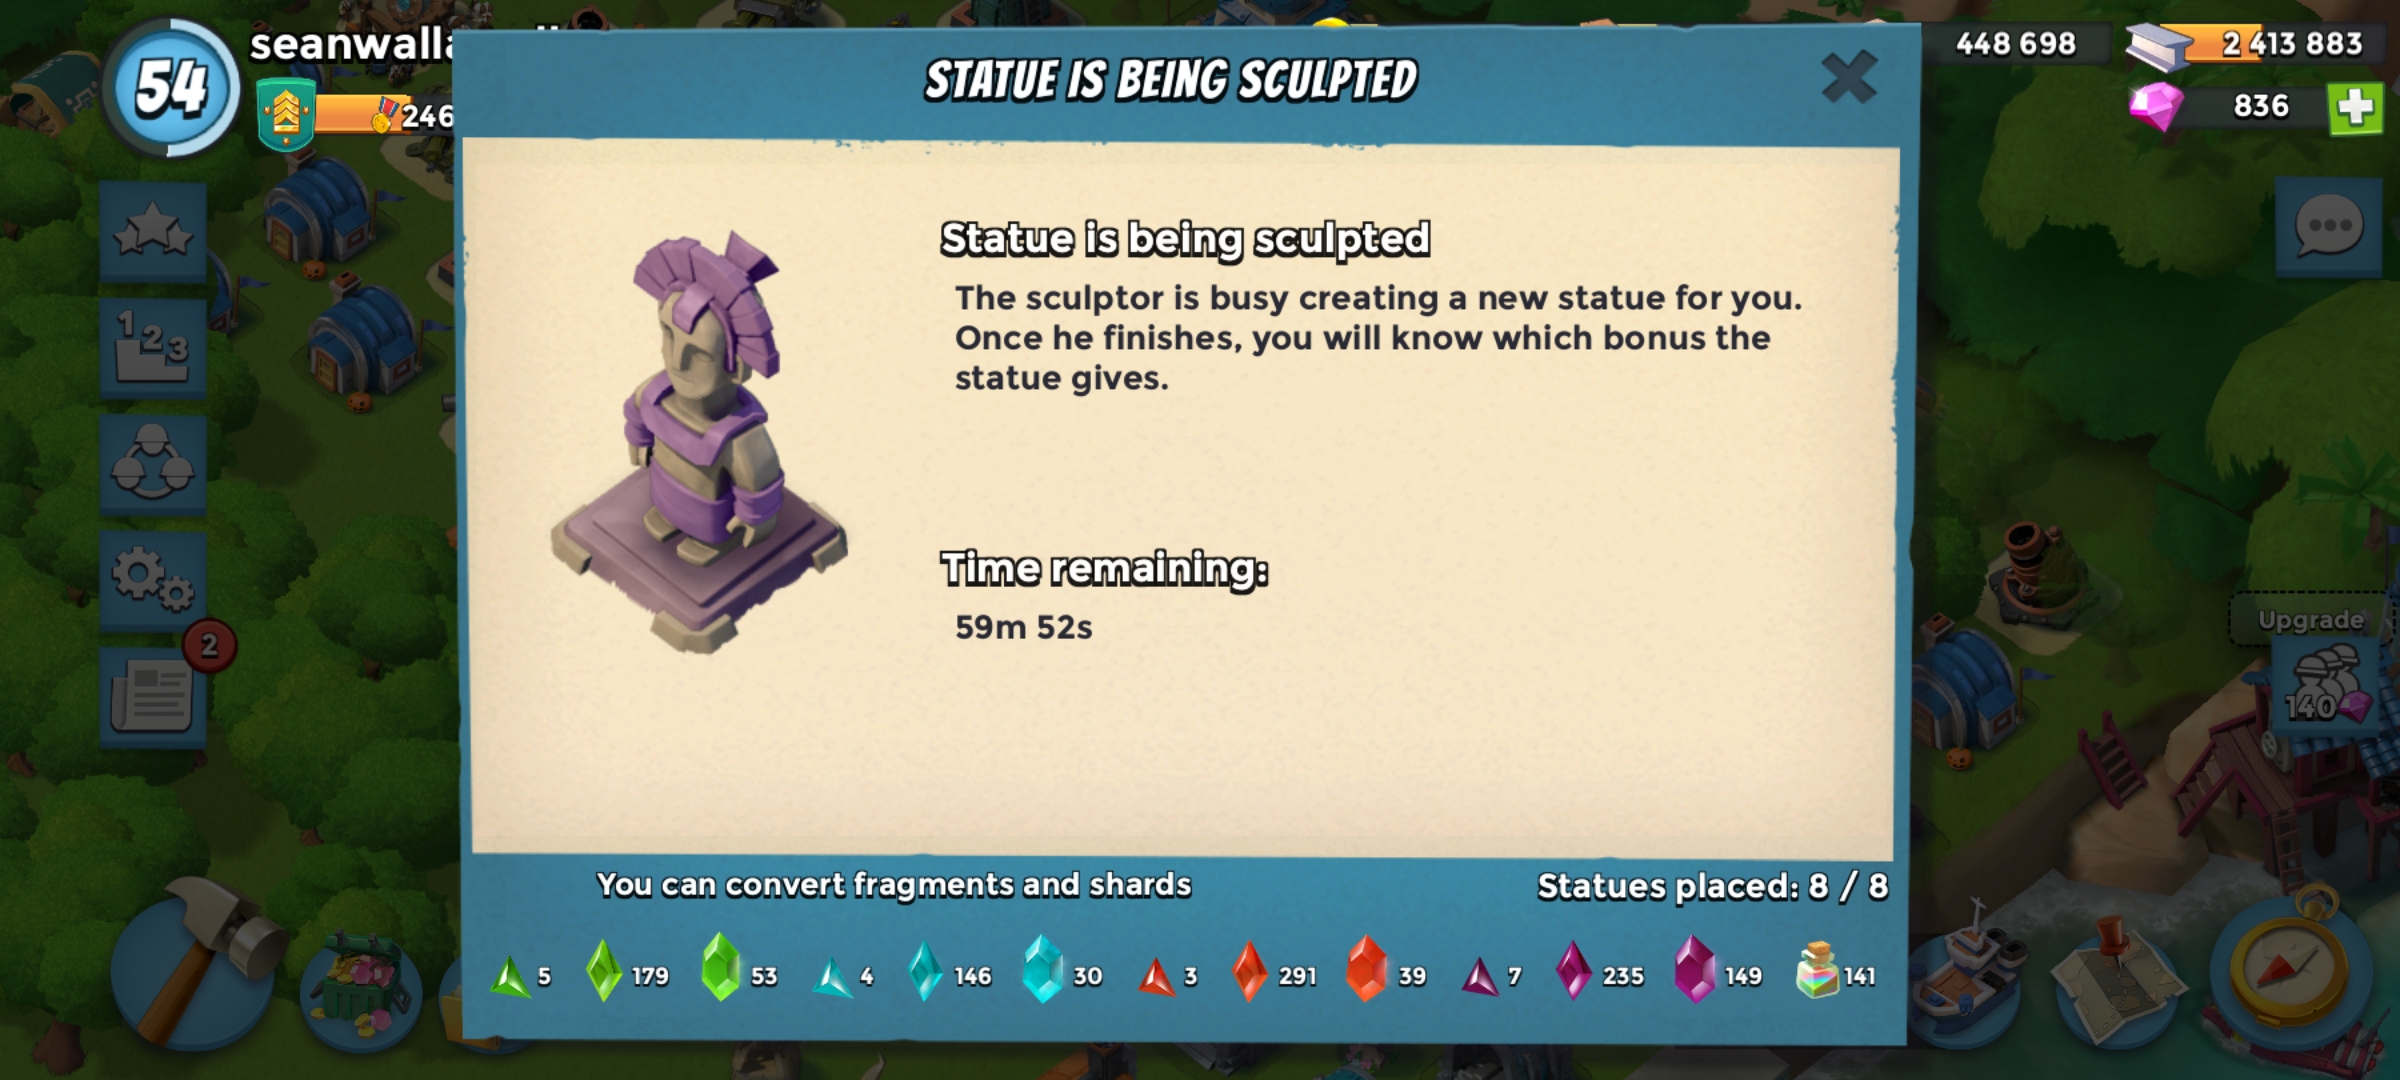 54
246
448 698
2 413 883
836
STATUE IS BEING SCULPTED
Statue is being sculpted
The sculptor is busy creating a new statue for you.
Once he finishes, you will know which bonus the
statue gives.
Time remaining:
59m 52s
1 2 3
2
Upgrade
140
You can convert fragments and shards
Statues placed: 8 / 8
5 179 53 4 146 30 3 291 39 7 235 149 141